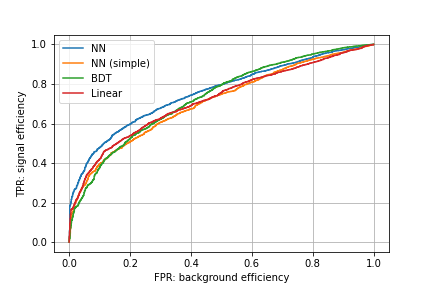 NN
NN (simple)
BDT
Linear
TPR: signal efficiency
1.0
0.8
0.6
0.4
0.2
0.0
0.0 0.2 0.4 0.6 0.8 1.0
FPR: background efficiency